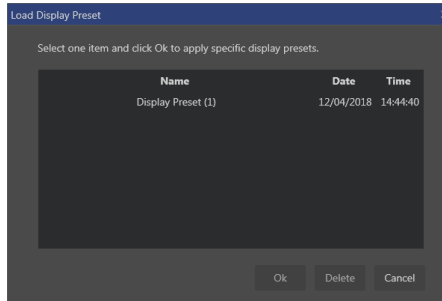 Load Display Preset
Select one item and click Ok to apply specific display presets.
Name Date Time
Display Preset (1) 12/04/2018 14:44:40
Ok Delete Cancel